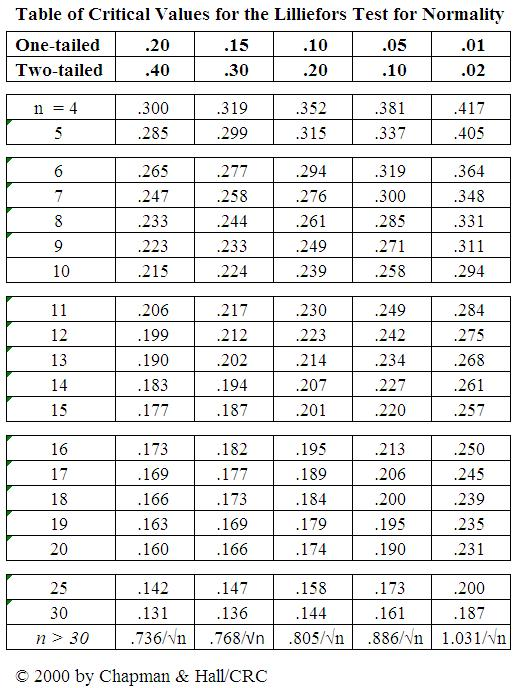 Table of Critical Values for the Lilliefors Test for Normality
One-tailed .20 .15 .10 .05 .01
Two-tailed .40 .30 .20 .10 .02
n = 4 .300 .319 .352 .381 .417
5 .285 .299 .315 .337 .405
6 .265 .277 .294 .319 .364
7 .247 .258 .276 .300 .348
8 .233 .244 .261 .285 .331
9 .223 .233 .249 .271 .311
10 .215 .224 .239 .258 .294
11 .206 .217 .230 .249 .284
12 .199 .212 .223 .242 .275
13 .190 .202 .214 .234 .268
14 .183 .194 .207 .227 .261
15 .177 .187 .201 .220 .257
16 .173 .182 .195 .213 .250
17 .169 .177 .189 .206 .245
18 .166 .173 .184 .200 .239
19 .163 .169 .179 .195 .235
20 .160 .166 .174 .190 .231
25 .142 .147 .158 .173 .200
30 .131 .136 .144 .161 .187
n > 30 .736/√n .768/√n .805/√n .886/√n 1.031/√n
© 2000 by Chapman & Hall/CRC